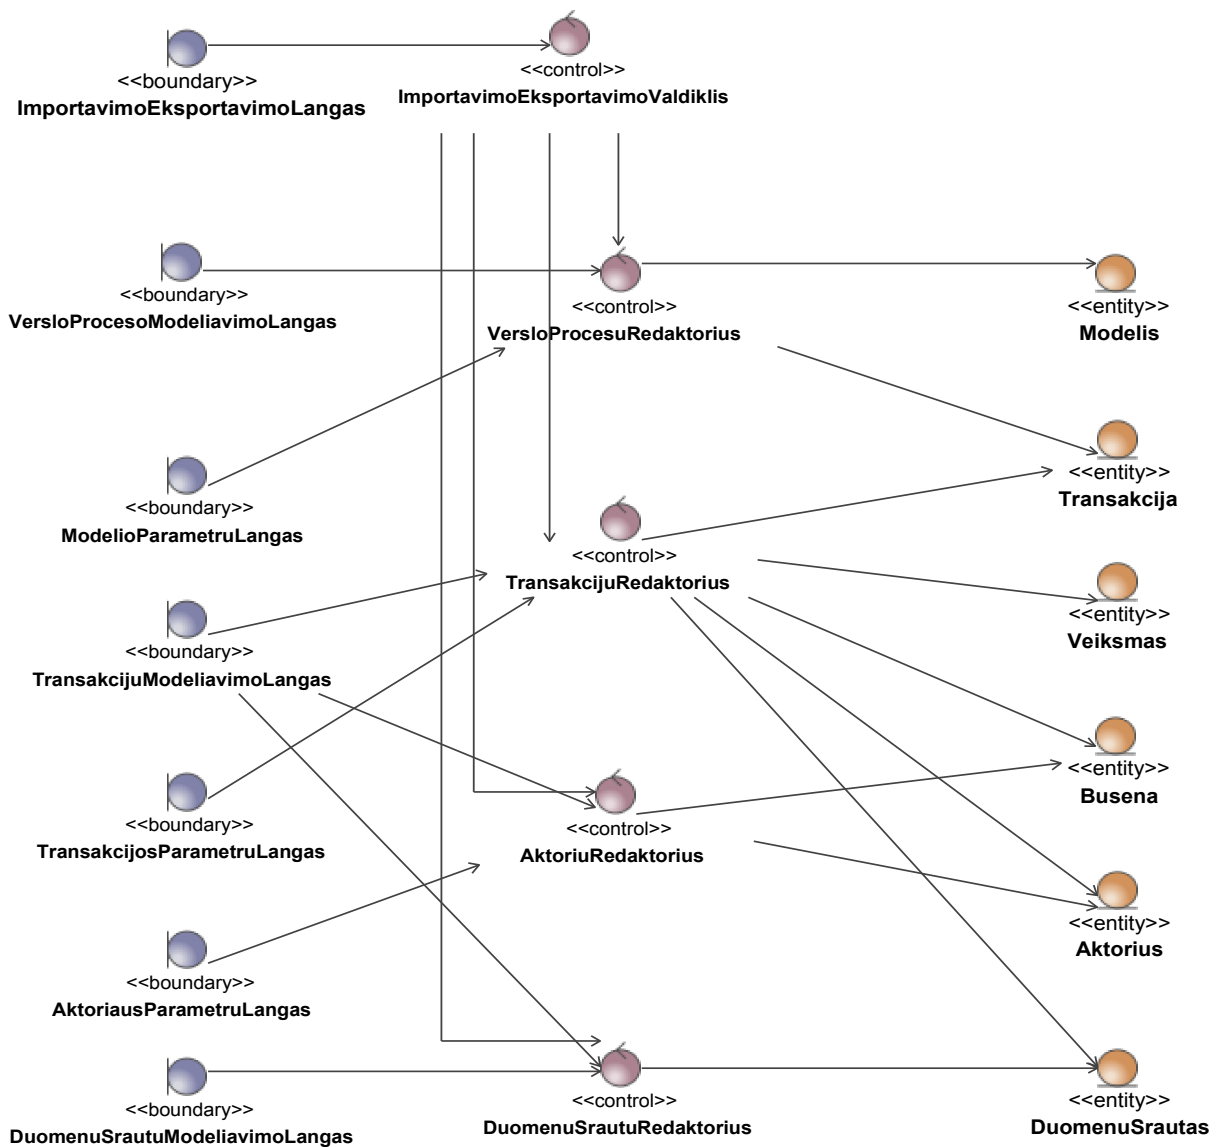 <<boundary>>
ImportavimoEksportavimoLangas
<<control>>
ImportavimoEksportavimoValdiklis
<<boundary>>
VersloProcesoModeliavimoLangas
<<control>>
VersloProcesuRedaktorius
<<entity>>
Modelis
<<boundary>>
ModelioParametruLangas
<<entity>>
Transakcija
<<control>>
TransakcijuRedaktorius
<<boundary>>
TransakcijuModeliavimoLangas
<<entity>>
Veiksmas
<<entity>>
Busena
<<boundary>>
TransakcijosParametruLangas
<<control>>
AktoriuRedaktorius
<<entity>>
Aktorius
<<boundary>>
AktoriausParametruLangas
<<boundary>>
DuomenuSrautuModeliavimoLangas
<<control>>
DuomenuSrautuRedaktorius
<<entity>>
DuomenuSrautas